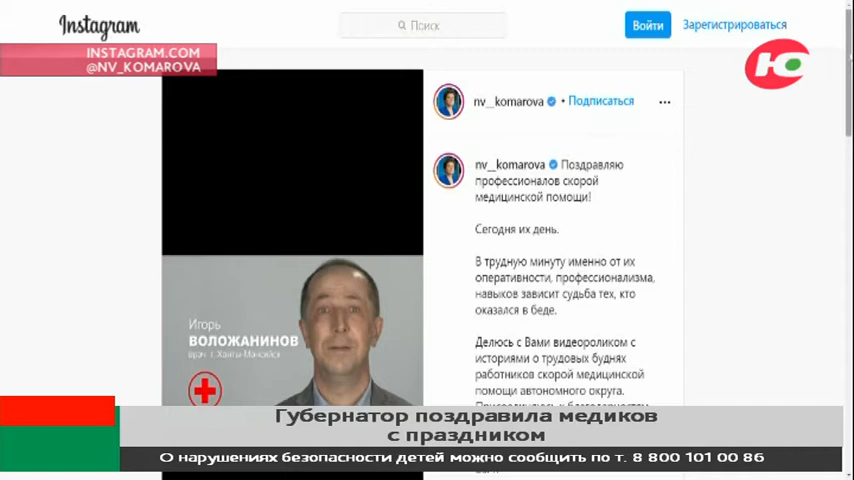 Instagram
Поиск
Войти
Зарегистрироваться
INSTAGRAM.COM
@NV_KOMAROVA
Ю
nv__komarova • Подписаться
nv__komarova Поздравляю
профессионалов скорой
медицинской помощи!
Сегодня их день.
В трудную минуту именно от их
оперативности, профессионализма,
навыков зависит судьба тех, кто
оказался в беде.
Делюсь с Вами видеороликом с
историями о трудовых буднях
работников скорой медицинской
помощи автономного округа.
Игорь
ВОЛОЖАНИНОВ
врач г. Ханты-Мансийск
Губернатор поздравила медиков
с праздником
О нарушениях безопасности детей можно сообщить по т. 8 800 101 00 86